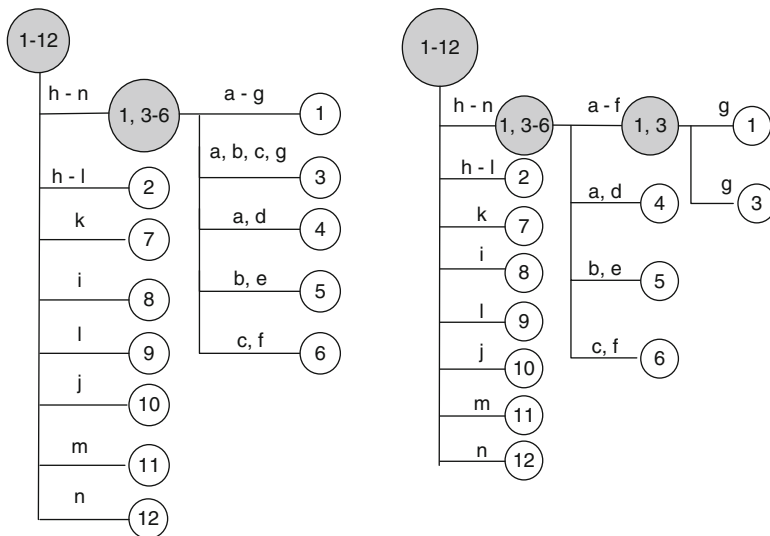 1-12
h - n
1, 3-6
a - g
1
a, b, c, g
3
h - l
2
a, d
4
k
7
b, e
5
i
8
c, f
6
l
9
j
10
m
11
n
12
1-12
h - n
1, 3-6
a - f
1, 3
g
1
h - l
2
a, d
4
g
3
k
7
i
8
b, e
5
l
9
c, f
6
j
10
m
11
n
12